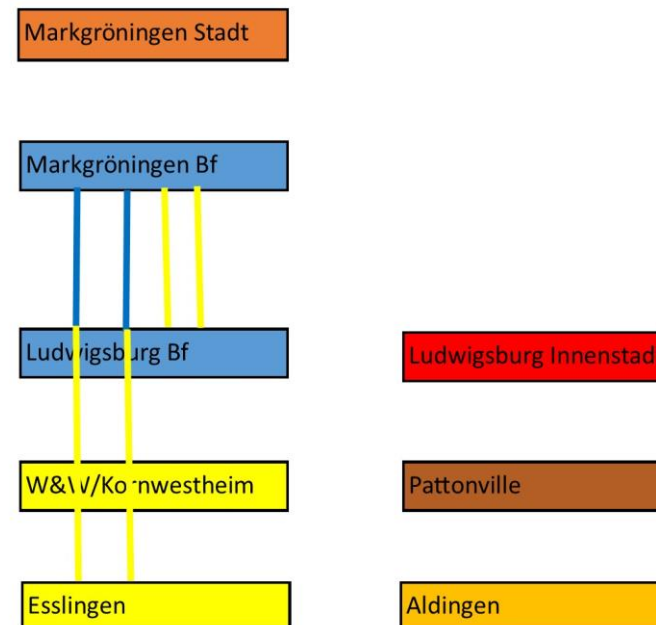 Markgröningen Stadt
Markgröningen Bf
Ludwigsburg Bf
Ludwigsburg Innenstad
W&W/Kornwestheim
Pattonville
Esslingen
Aldingen